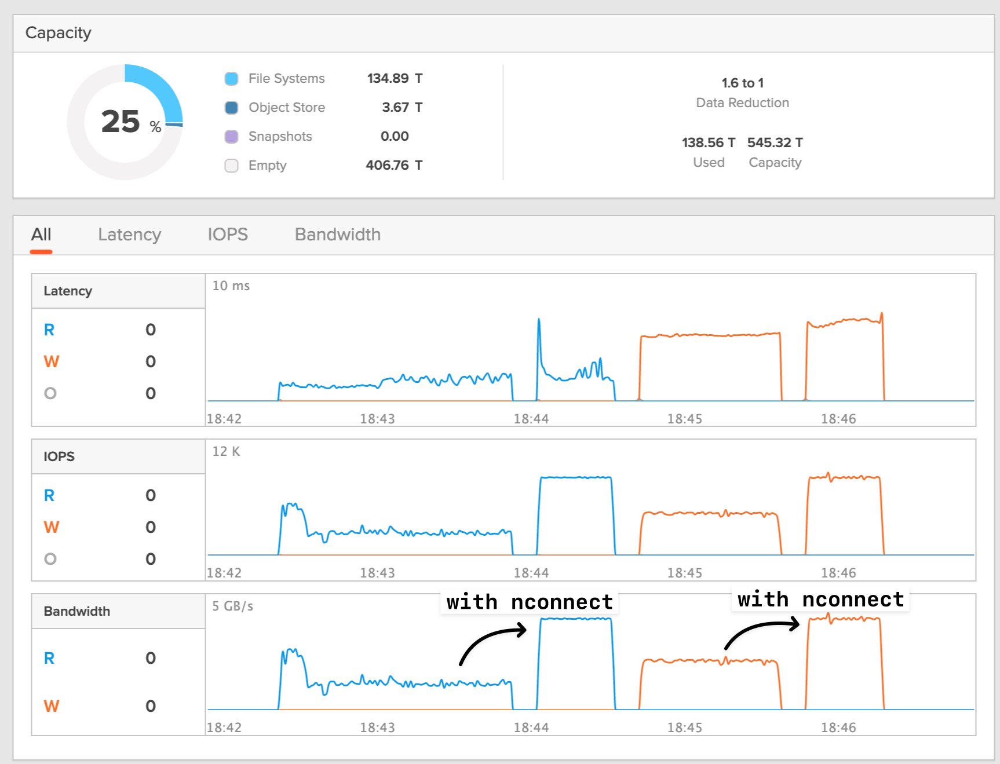 Capacity
25 %
File Systems 134.89 T
Object Store 3.67 T
Snapshots 0.00
Empty 406.76 T
1.6 to 1
Data Reduction
138.56 T 545.32 T
Used Capacity
All Latency IOPS Bandwidth
Latency
R 0
W 0
O 0
10 ms
18:42 18:43 18:44 18:45 18:46
IOPS
R 0
W 0
O 0
12 K
18:42 18:43 18:44 18:45 18:46
Bandwidth
R 0
W 0
5 GB/s
with nconnect
with nconnect
18:42 18:43 18:44 18:45 18:46